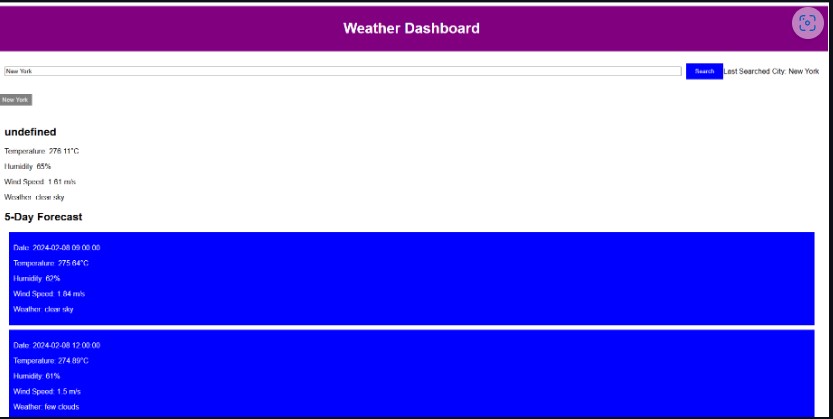 Weather Dashboard
New York
Search
Last Searched City: New York
New York
undefined
Temperature: 276.11°C
Humidity: 65%
Wind Speed: 1.61 m/s
Weather: clear sky
5-Day Forecast
Date: 2024-02-08 09:00:00
Temperature: 275.64°C
Humidity: 62%
Wind Speed: 1.84 m/s
Weather: clear sky
Date: 2024-02-08 12:00:00
Temperature: 274.89°C
Humidity: 61%
Wind Speed: 1.5 m/s
Weather: few clouds